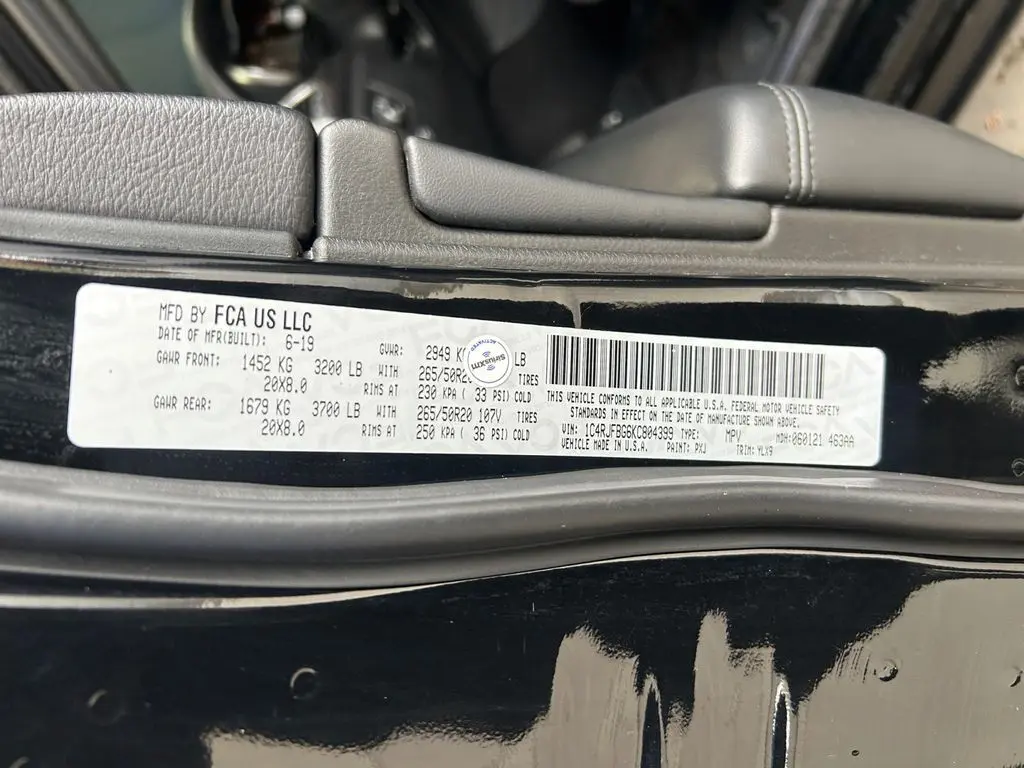 MFD BY FCA US LLC
DATE OF MFR(BUILT): 6-19
GAWR FRONT: 1452 KG 3200 LB WITH
20X8.0 RIMS AT
GAWR REAR: 1679 KG 3700 LB WITH
20X8.0 RIMS AT
GVWR: 2949 KG LB
265/50R20 TIRES
230 KPA ( 33 PSI) COLD
265/50R20 107V TIRES
250 KPA ( 36 PSI) COLD
siriusxm
ACTIVATED
THIS VEHICLE CONFORMS TO ALL APPLICABLE U.S.A. FEDERAL MOTOR VEHICLE SAFETY
STANDARDS IN EFFECT ON THE DATE OF MANUFACTURE SHOWN ABOVE.
VIN: 1C4RJFBG6KC804399 TYPE: MPV MDH:060121 463AA
VEHICLE MADE IN U.S.A. PAINT: PXJ TRIM: YLX9